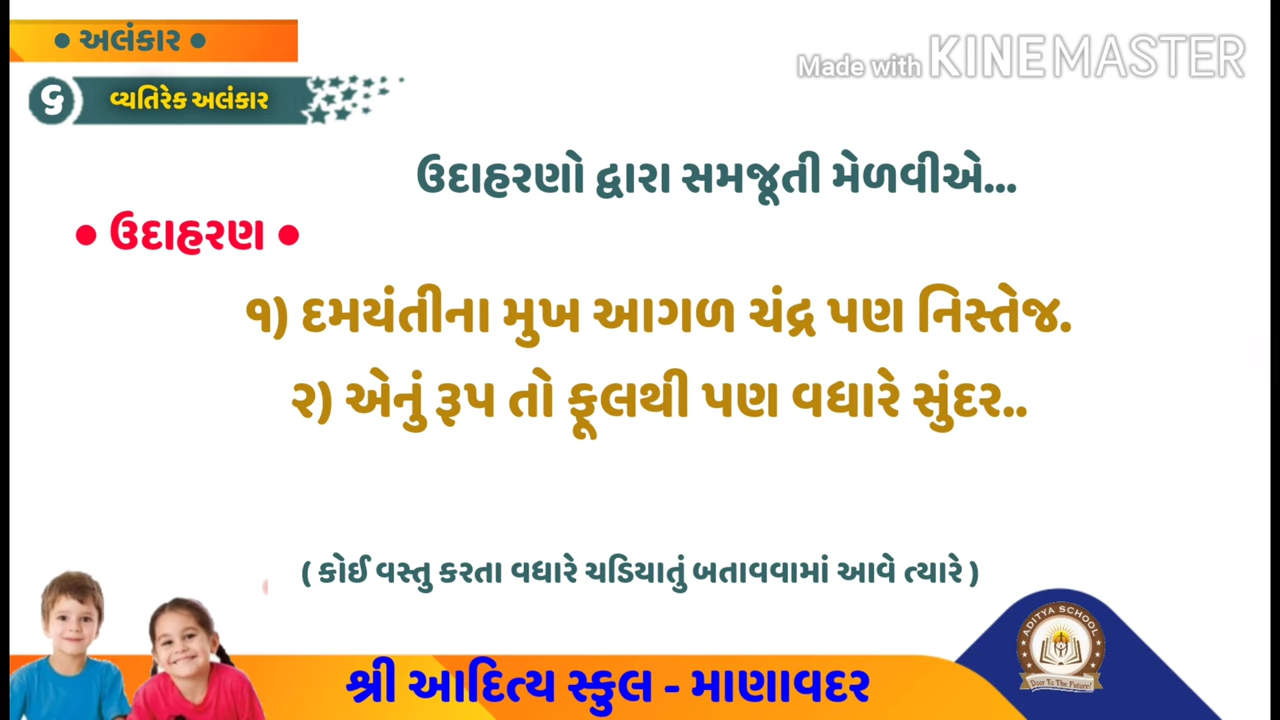 • અલંકાર •
Made with KINEMASTER
૬ વ્યતિરેક અલંકાર
ઉદાહરણો દ્વારા સમજૂતી મેળવીએ...
• ઉદાહરણ •
૧) દમયંતીના મુખ આગળ ચંદ્ર પણ નિસ્તેજ.
૨) એનું રૂપ તો ફૂલથી પણ વધારે સુંદર..
( કોઈ વસ્તુ કરતા વધારે ચડિયાતું બતાવવામાં આવે ત્યારે )
ADITYA SCHOOL
Door To The Future!
શ્રી આદિત્ય સ્કુલ - માણાવદર